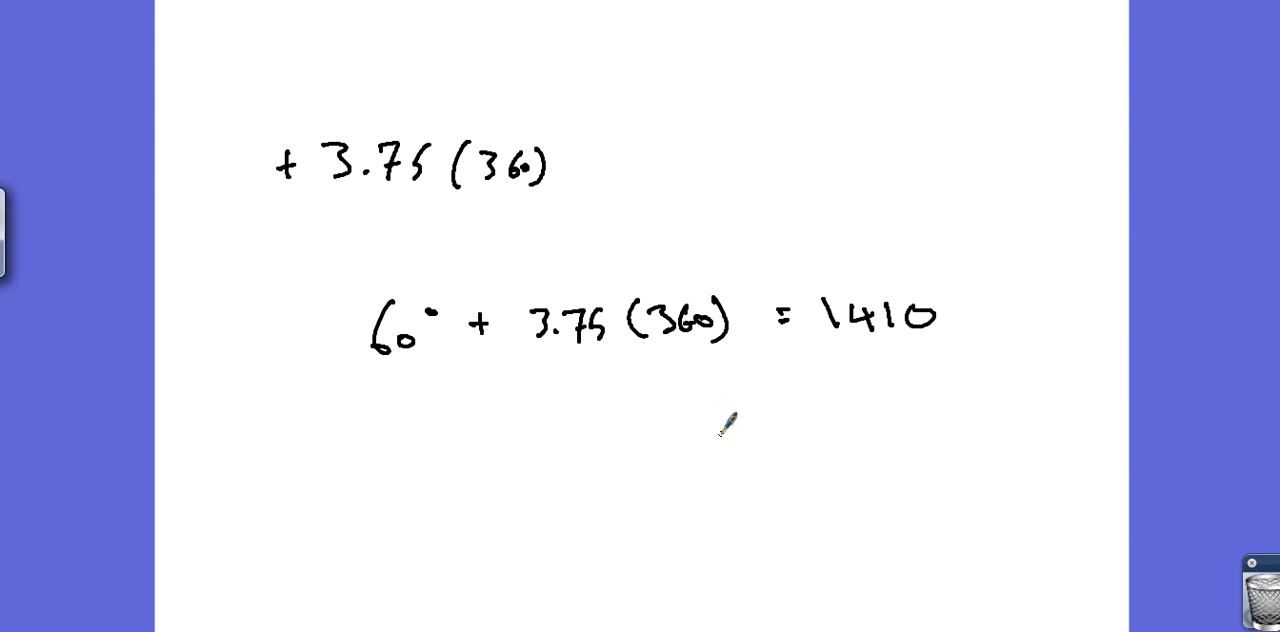 + 3.75 (360)
60° + 3.75 (360) = 1410